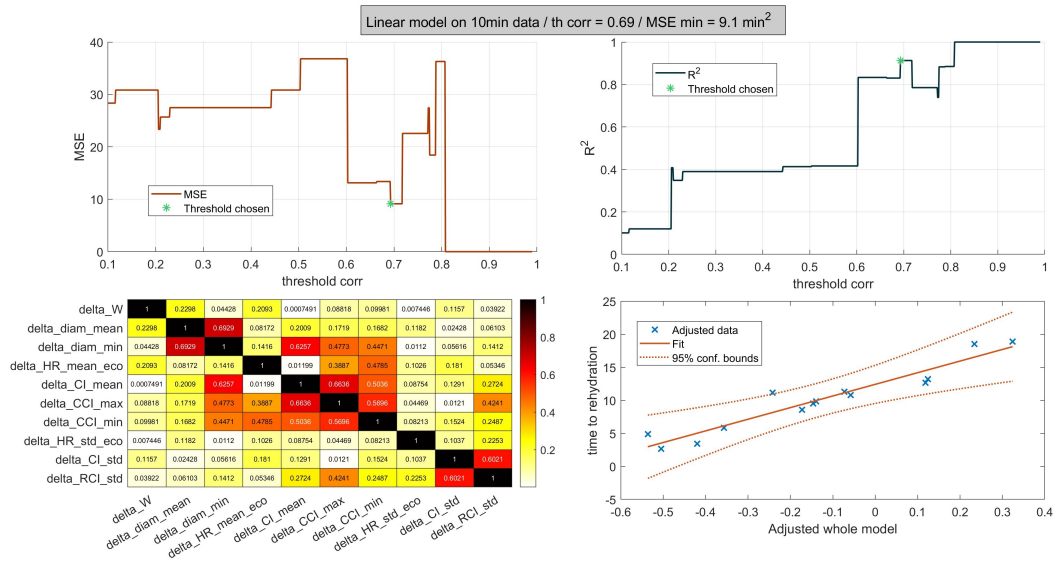 Linear model on 10min data / th corr = 0.69 / MSE min = 9.1 min²
40
30
20
10
0
MSE
MSE
Threshold chosen
0.1 0.2 0.3 0.4 0.5 0.6 0.7 0.8 0.9 1
threshold corr
1
0.8
0.6
0.4
0.2
0
R²
R²
Threshold chosen
0.1 0.2 0.3 0.4 0.5 0.6 0.7 0.8 0.9 1
threshold corr
delta_W 1 0.2298 0.04428 0.2093 0.0007491 0.08818 0.09981 0.007446 0.1157 0.03922
delta_diam_mean 0.2298 1 0.6929 0.08172 0.2009 0.1719 0.1682 0.1182 0.02428 0.06103
delta_diam_min 0.04428 0.6929 1 0.1416 0.6257 0.4773 0.4471 0.0112 0.05616 0.1412
delta_HR_mean_eco 0.2093 0.08172 0.1416 1 0.01199 0.3887 0.4785 0.1026 0.181 0.05346
delta_CI_mean 0.0007491 0.2009 0.6257 0.01199 1 0.6636 0.5036 0.08754 0.1291 0.2724
delta_CCI_max 0.08818 0.1719 0.4773 0.3887 0.6636 1 0.5696 0.04469 0.0121 0.4241
delta_CCI_min 0.09981 0.1682 0.4471 0.4785 0.5036 0.5696 1 0.08213 0.1524 0.2487
delta_HR_std_eco 0.007446 0.1182 0.0112 0.1026 0.08754 0.04469 0.08213 1 0.1037 0.2253
delta_CI_std 0.1157 0.02428 0.05616 0.181 0.1291 0.0121 0.1524 0.1037 1 0.6021
delta_RCI_std 0.03922 0.06103 0.1412 0.05346 0.2724 0.4241 0.2487 0.2253 0.6021 1
delta_W
delta_diam_mean
delta_diam_min
delta_HR_mean_eco
delta_CI_mean
delta_CCI_max
delta_CCI_min
delta_HR_std_eco
delta_CI_std
delta_RCI_std
1
0.8
0.6
0.4
0.2
25
20
15
10
5
0
-5
time to rehydration
Adjusted data
Fit
95% conf. bounds
-0.6 -0.5 -0.4 -0.3 -0.2 -0.1 0 0.1 0.2 0.3 0.4
Adjusted whole model